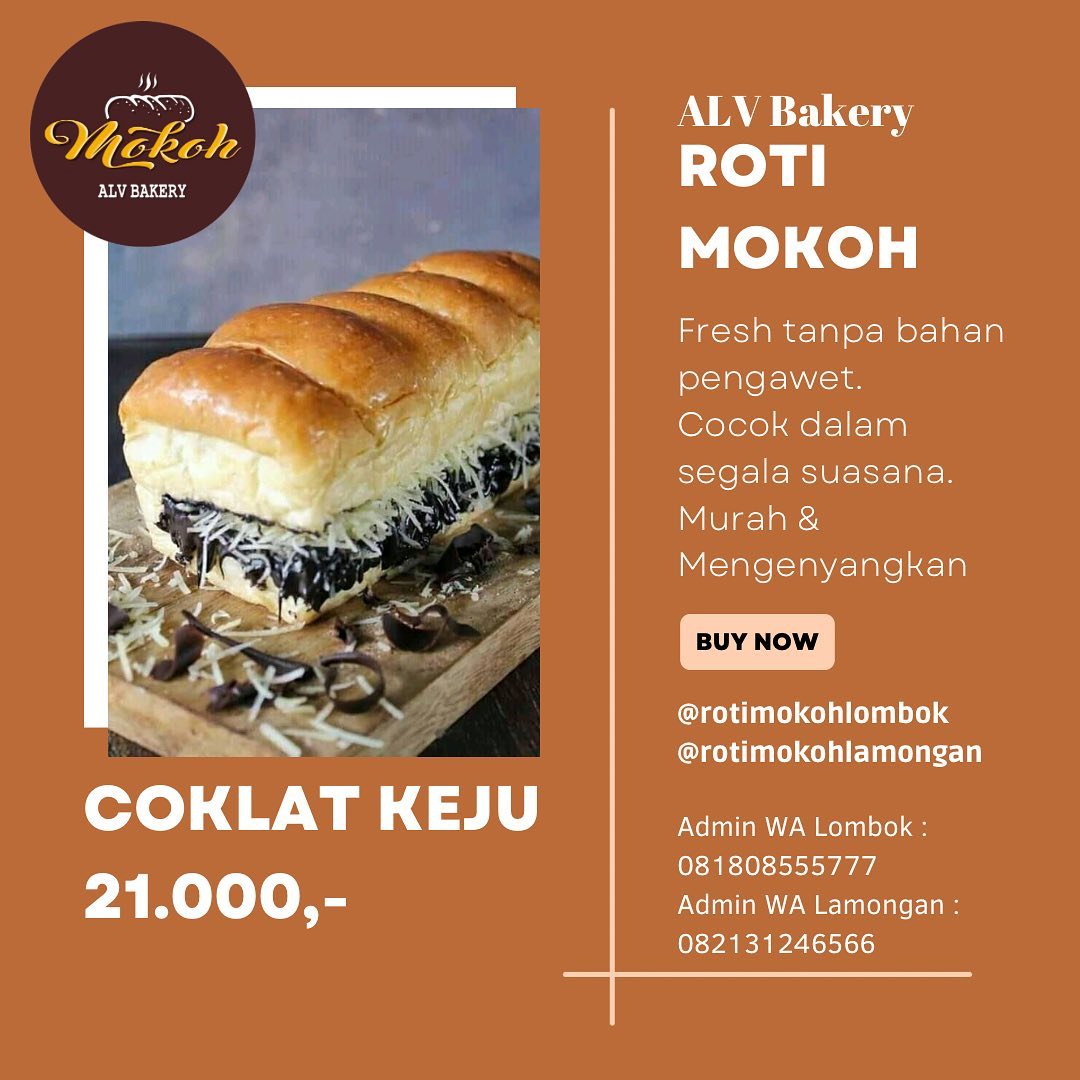 Mokoh
ALV BAKERY
ALV Bakery
ROTI
MOKOH
Fresh tanpa bahan
pengawet.
Cocok dalam
segala suasana.
Murah &
Mengenyangkan
BUY NOW
@rotimokohlombok
@rotimokohlamongan
Admin WA Lombok :
081808555777
Admin WA Lamongan :
082131246566
COKLAT KEJU
21.000,-